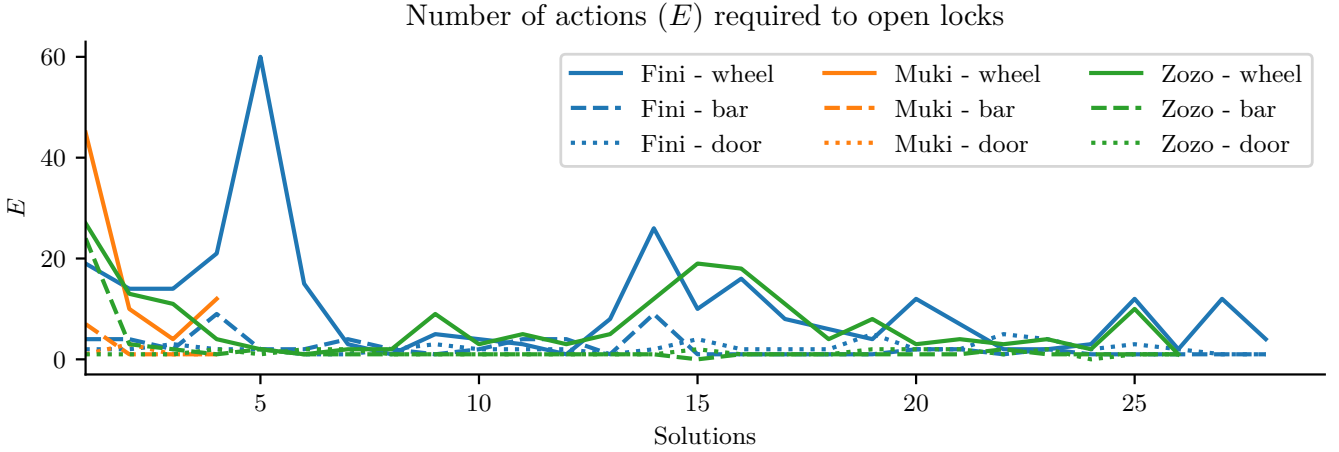 Number of actions (E) required to open locks
60
40
20
0
E
Fini - wheel
Fini - bar
Fini - door
Muki - wheel
Muki - bar
Muki - door
Zozo - wheel
Zozo - bar
Zozo - door
5
10
15
20
25
Solutions